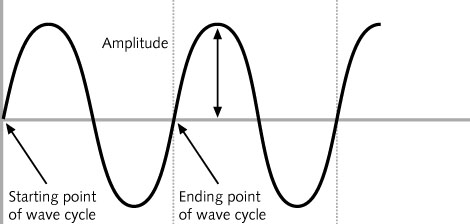 Amplitude
Starting point
of wave cycle
Ending point
of wave cycle